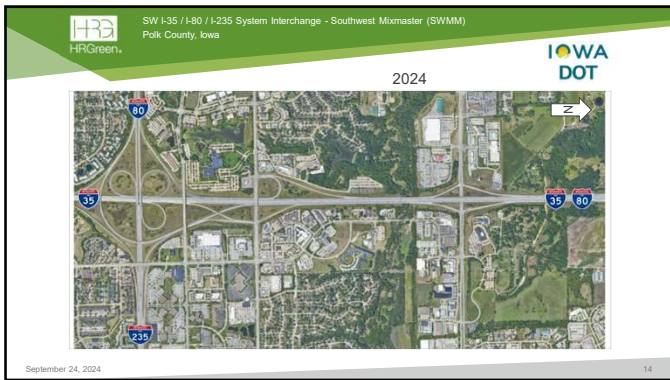 HRG
HRGreen.
SW I-35 / I-80 / I-235 System Interchange - Southwest Mixmaster (SWMM)
Polk County, Iowa
IOWA
DOT
2024
N
80
35
35
80
235
September 24, 2024
14